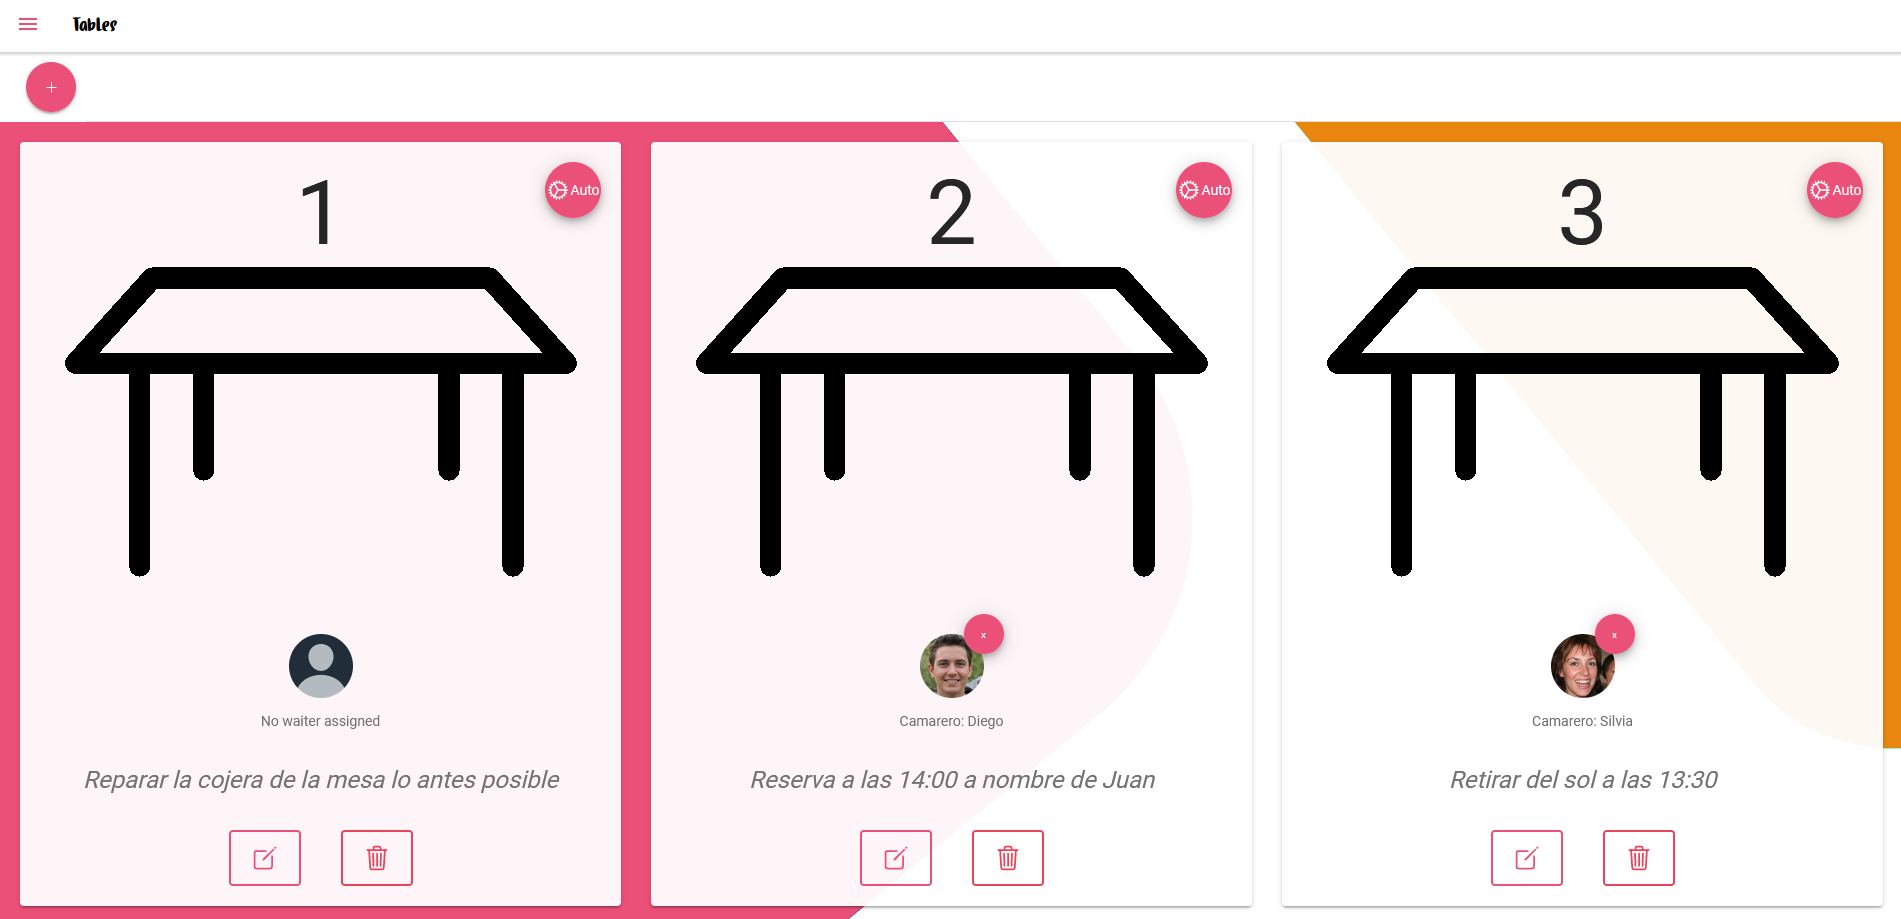 Tables
+
1
Auto
2
Auto
3
Auto
x
x
No waiter assigned
Camarero: Diego
Camarero: Silvia
Reparar la cojera de la mesa lo antes posible
Reserva a las 14:00 a nombre de Juan
Retirar del sol a las 13:30